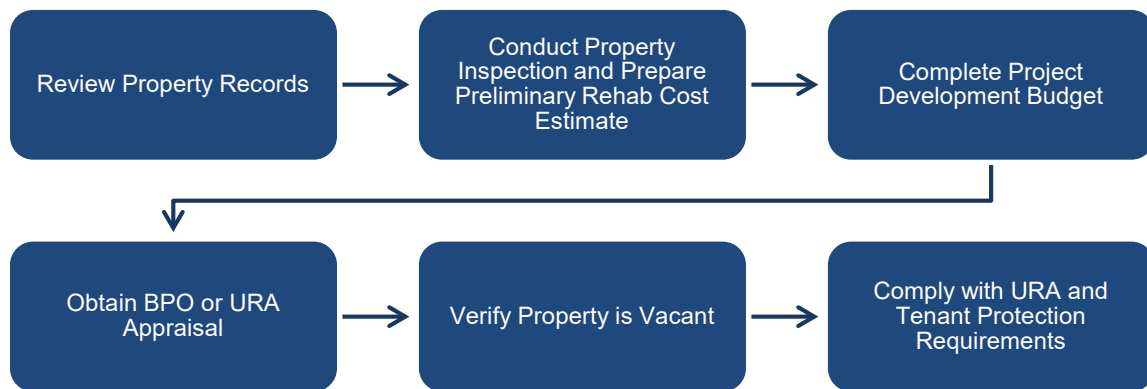 Review Property Records
Conduct Property
Inspection and Prepare
Preliminary Rehab Cost
Estimate
Complete Project
Development Budget
Obtain BPO or URA
Appraisal
Verify Property is Vacant
Comply with URA and
Tenant Protection
Requirements